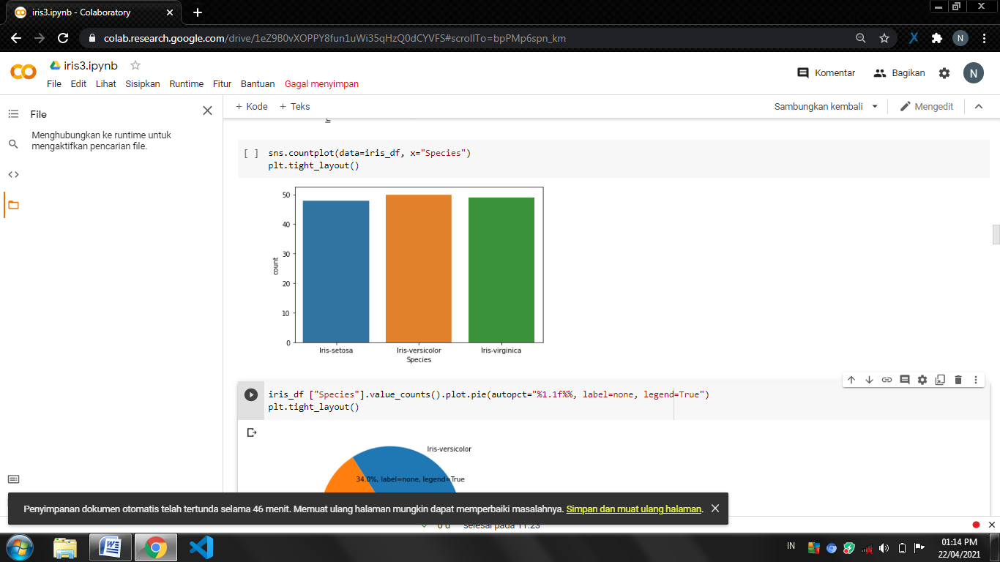 iris3.ipynb - Colaboratory
colab.research.google.com/drive/1eZ9B0vXOPPY8fun1uWi35qHzQ0dCYVFS#scrollTo=bpPMp6spn_km
N
iris3.ipynb
File Edit Lihat Sisipkan Runtime Fitur Bantuan Gagal menyimpan
Komentar Bagikan N
+ Kode + Teks
Sambungkan kembali Mengedit
File
Menghubungkan ke runtime untuk
mengaktifkan pencarian file.
[ ] sns.countplot(data=iris_df, x="Species")
plt.tight_layout()
50
40
30
20
10
0
count
Iris-setosa Iris-versicolor Iris-virginica
Species
iris_df ["Species"].value_counts().plot.pie(autopct="%1.1f%%, label=none, legend=True")
plt.tight_layout()
Iris-versicolor
34.0%, label=none, legend=True
Penyimpanan dokumen otomatis telah tertunda selama 46 menit. Memuat ulang halaman mungkin dapat memperbaiki masalahnya. Simpan dan muat ulang halaman.
0 d selesai pada 11.23
IN
01:14 PM
22/04/2021